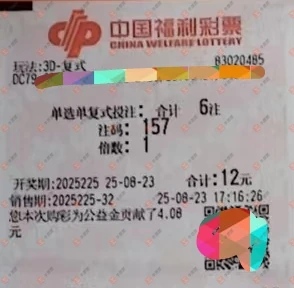 中国福利彩票
CHINA WELFARE LOTTERY
玩法:3D-复式 83020485
DC79
单选单复式投注: 合计 6注
注码: 157
倍数: 1
开奖期:2025225 25-08-23 合计:12元
销售期:2025225-32 25-08-23 17:16:26
您本次购彩为公益金贡献了4.08
元